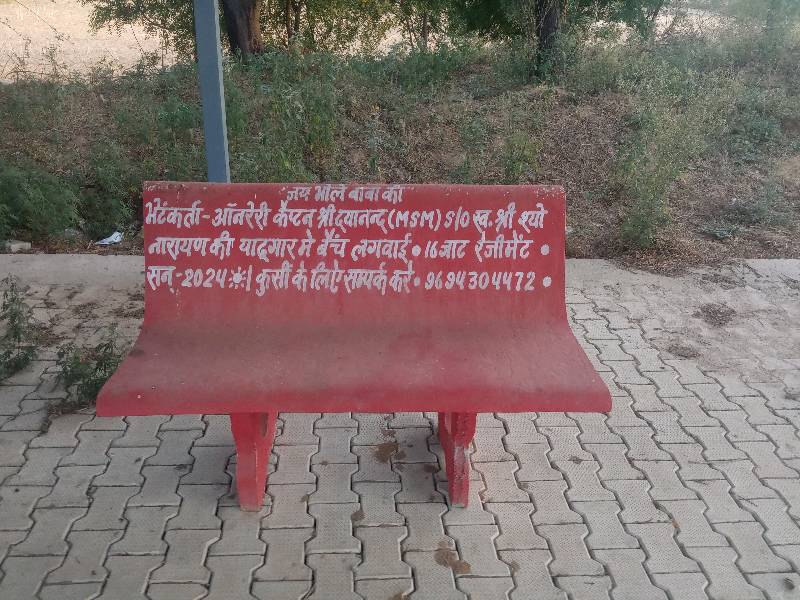 जय भोले बाबा की
भेंटकर्ता-ऑनरेरी कैप्टन श्री दयानन्द (MSM) S/O स्व. श्री श्यो
नारायण की यादगार मे बैंच लगवाई • 16 जाट रेजीमेंट •
सन्-2024 | कुर्सी के लिऐ सम्पर्क करे • 9694304472 •